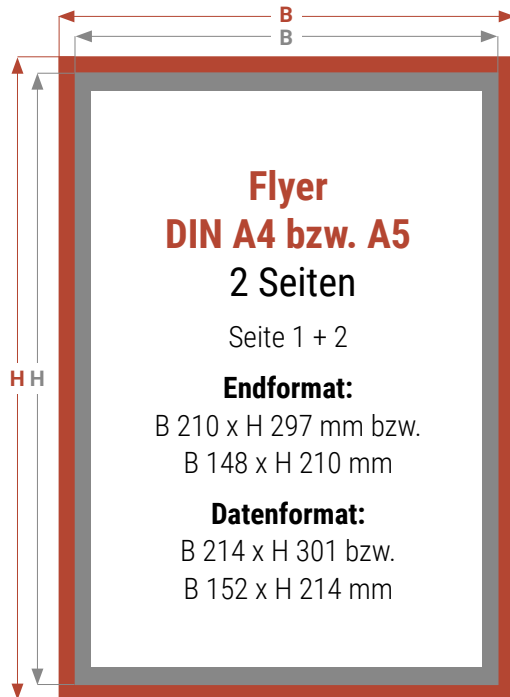 B
B
Flyer
DIN A4 bzw. A5
2 Seiten
Seite 1 + 2
H H
Endformat:
B 210 x H 297 mm bzw.
B 148 x H 210 mm
Datenformat:
B 214 x H 301 bzw.
B 152 x H 214 mm